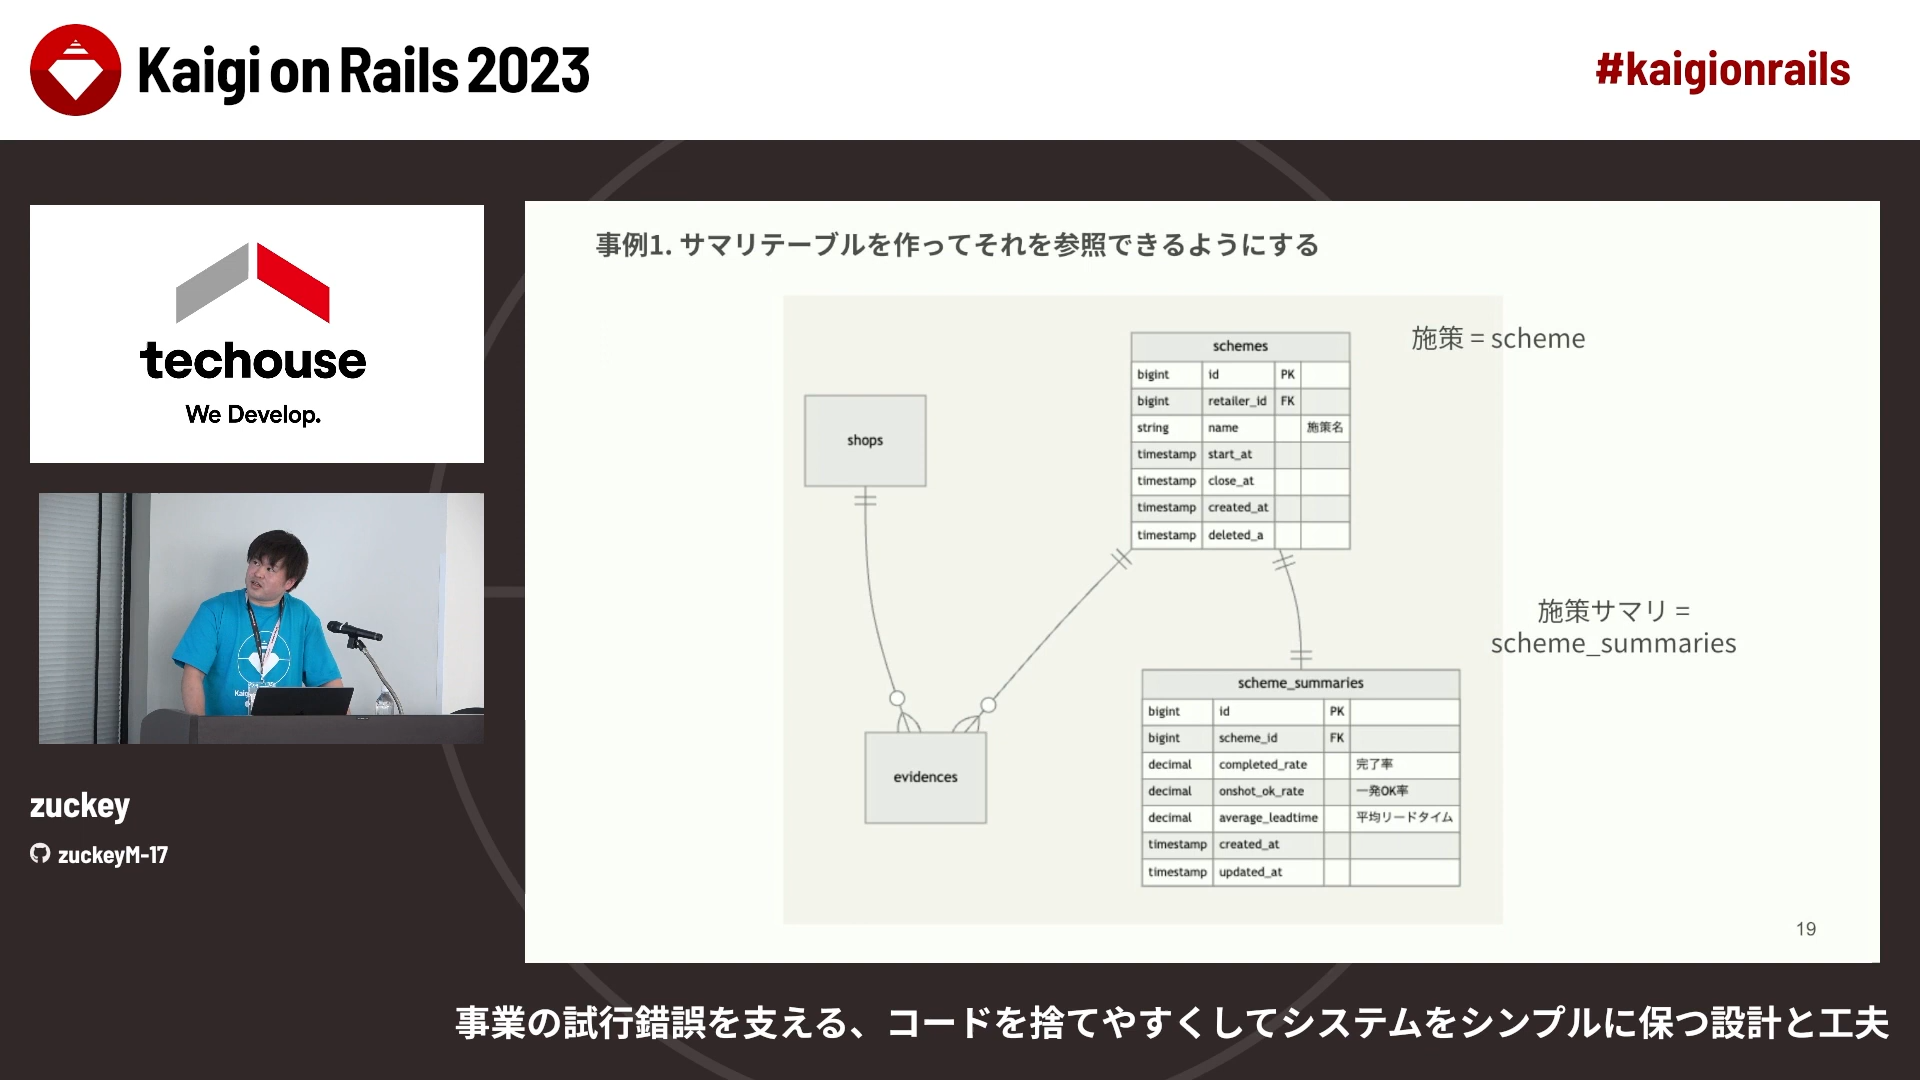 Kaigi on Rails 2023
#kaigionrails
techouse
We Develop.
zuckey
zuckeyM-17
事例1. サマリテーブルを作ってそれを参照できるようにする
施策 = scheme
schemes
bigint id PK
bigint retailer_id FK
string name 施策名
timestamp start_at
timestamp close_at
timestamp created_at
timestamp deleted_a
shops
evidences
施策サマリ =
scheme_summaries
scheme_summaries
bigint id PK
bigint scheme_id FK
decimal completed_rate 完了率
decimal onshot_ok_rate 一発OK率
decimal average_leadtime 平均リードタイム
timestamp created_at
timestamp updated_at
19
事業の試行錯誤を支える、コードを捨てやすくしてシステムをシンプルに保つ設計と工夫